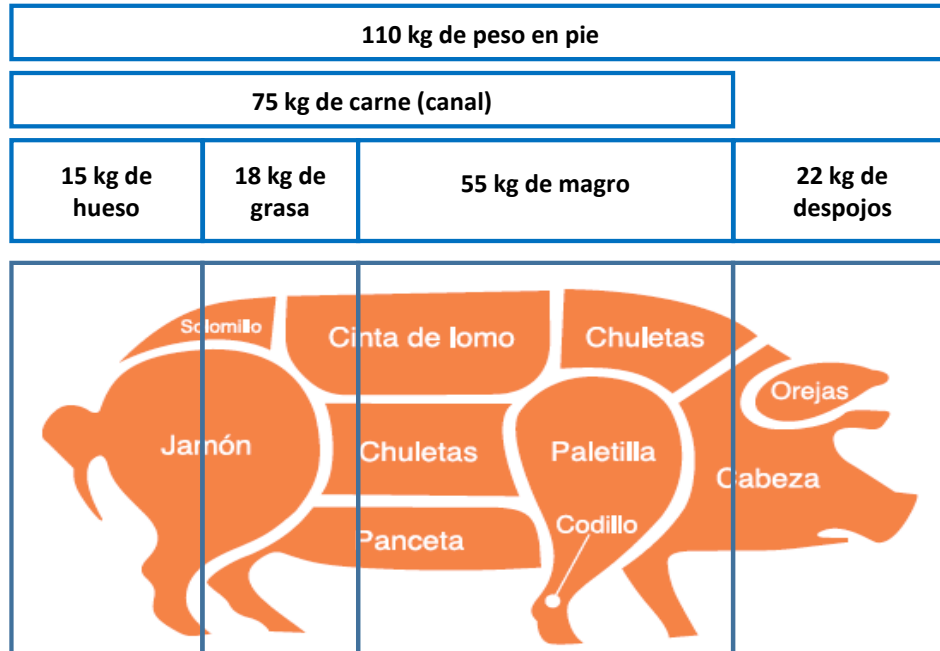 110 kg de peso en pie
75 kg de carne (canal)
15 kg de
hueso
18 kg de
grasa
55 kg de magro
22 kg de
despojos
Solomillo
Cinta de lomo
Chuletas
Orejas
Jamón
Chuletas
Paletilla
Cabeza
Codillo
Panceta